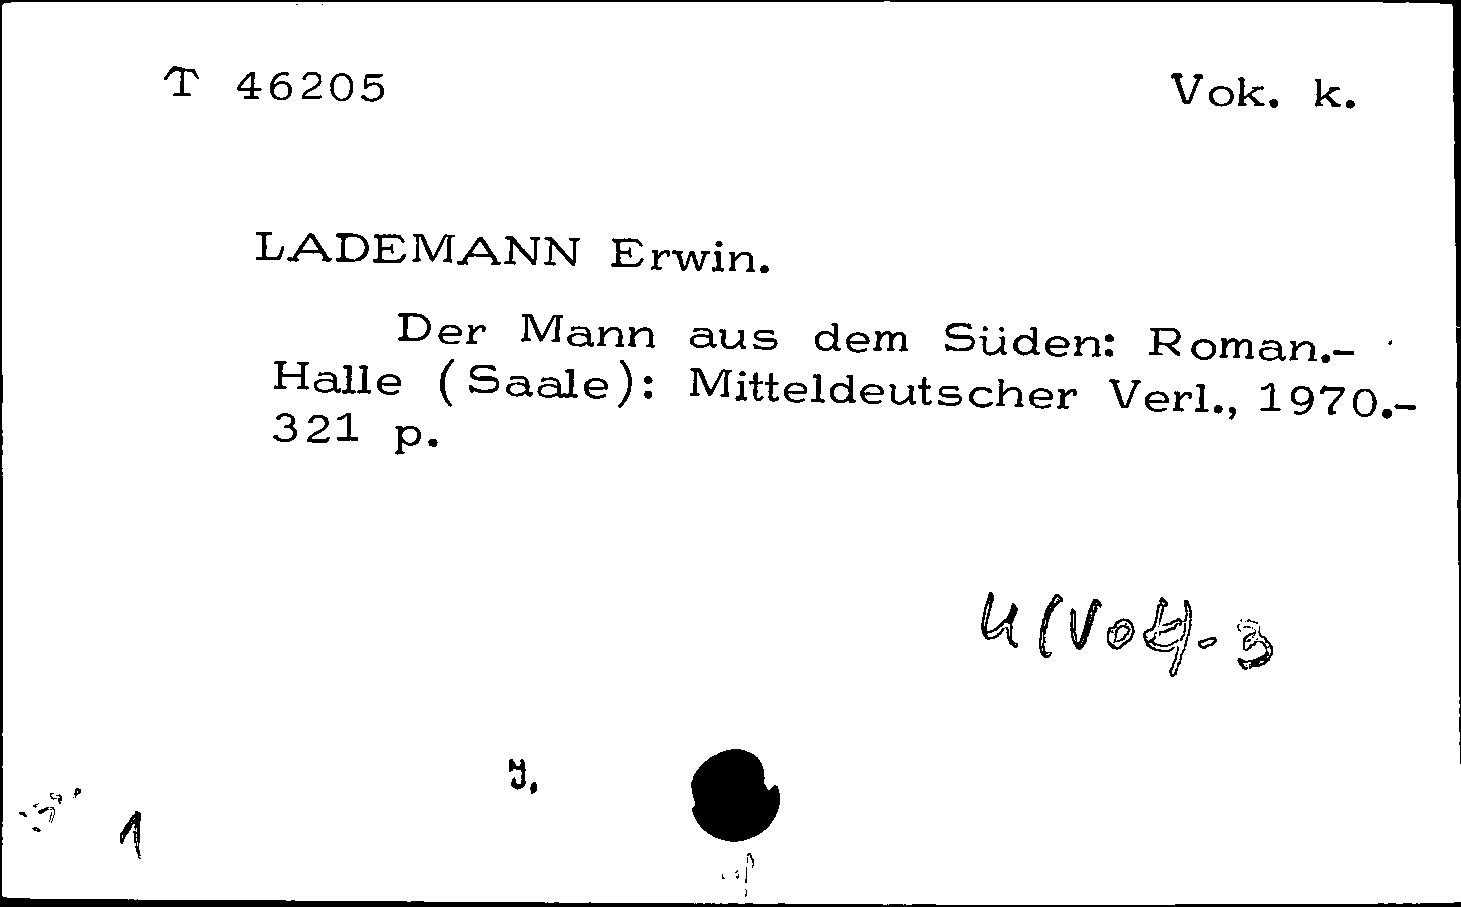 T 46205 Vok. k.
LADEMANN Erwin.
Der Mann aus dem Süden: Roman.-
Halle (Saale): Mitteldeutscher Verl., 1970.-
321 p.
U(Vok)-3
1